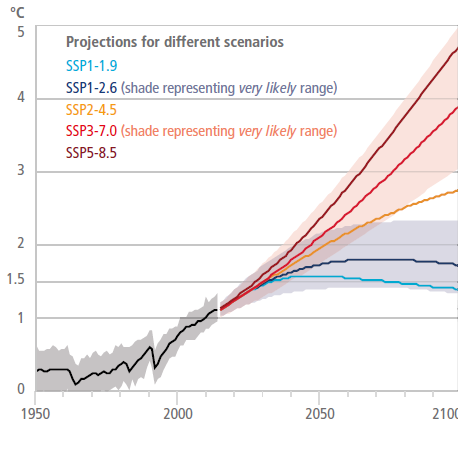 °C
5
Projections for different scenarios
SSP1-1.9
SSP1-2.6 (shade representing very likely range)
SSP2-4.5
SSP3-7.0 (shade representing very likely range)
SSP5-8.5
4
3
2
1.5
1
0
1950 2000 2050 2100